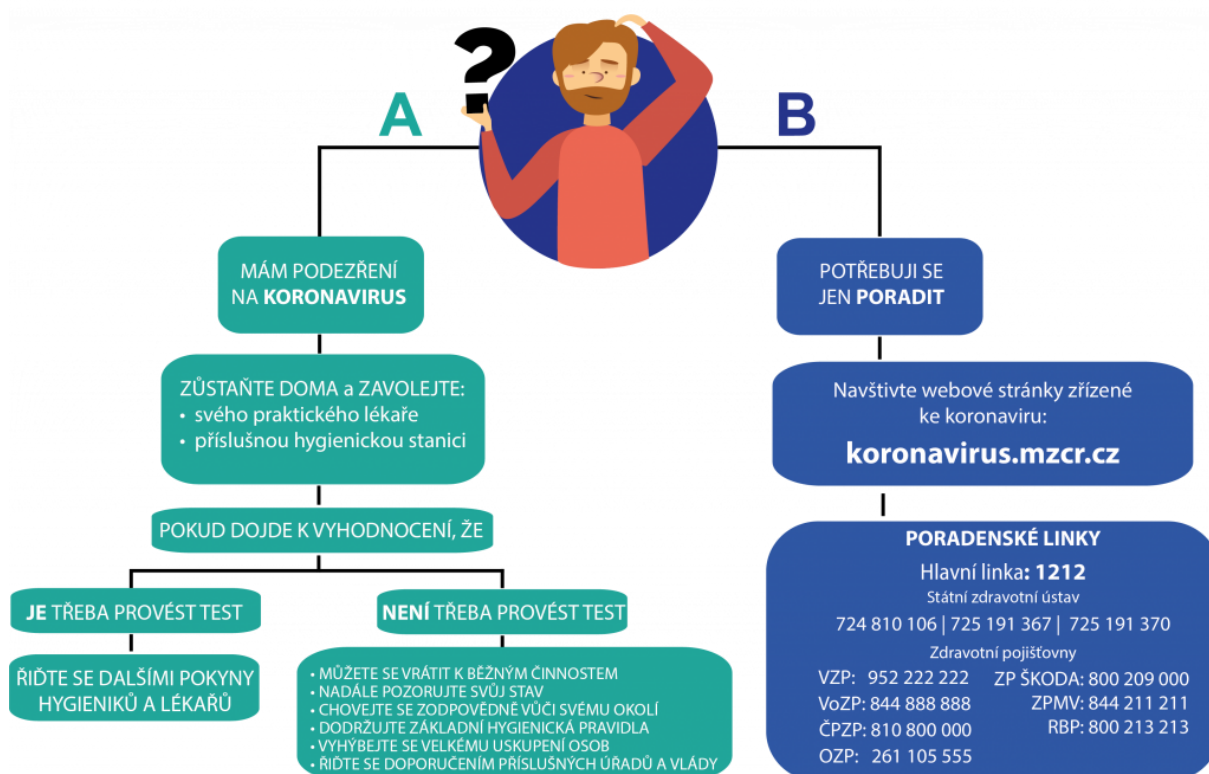 ?
A
B
MÁM PODEZŘENÍ
NA KORONAVIRUS
ZŮSTAŇTE DOMA a ZAVOLEJTE:
• svého praktického lékaře
• příslušnou hygienickou stanici
POKUD DOJDE K VYHODNOCENÍ, ŽE
JE TŘEBA PROVÉST TEST
ŘIĎTE SE DALŠÍMI POKYNY
HYGIENIKŮ A LÉKAŘŮ
NENÍ TŘEBA PROVÉST TEST
• MŮŽETE SE VRÁTIT K BĚŽNÝM ČINNOSTEM
• NADÁLE POZORUJTE SVŮJ STAV
• CHOVEJTE SE ZODPOVĚDNĚ VŮČI SVÉMU OKOLÍ
• DODRŽUJTE ZÁKLADNÍ HYGIENICKÁ PRAVIDLA
• VYHÝBEJTE SE VELKÉMU USKUPENÍ OSOB
• ŘIĎTE SE DOPORUČENÍM PŘÍSLUŠNÝCH ÚŘADŮ A VLÁDY
POTŘEBUJI SE
JEN PORADIT
Navštivte webové stránky zřízené
ke koronaviru:
koronavirus.mzcr.cz
PORADENSKÉ LINKY
Hlavní linka: 1212
Státní zdravotní ústav
724 810 106 | 725 191 367 | 725 191 370
Zdravotní pojišťovny
VZP: 952 222 222
VoZP: 844 888 888
ČPZP: 810 800 000
OZP: 261 105 555
ZP ŠKODA: 800 209 000
ZPMV: 844 211 211
RBP: 800 213 213